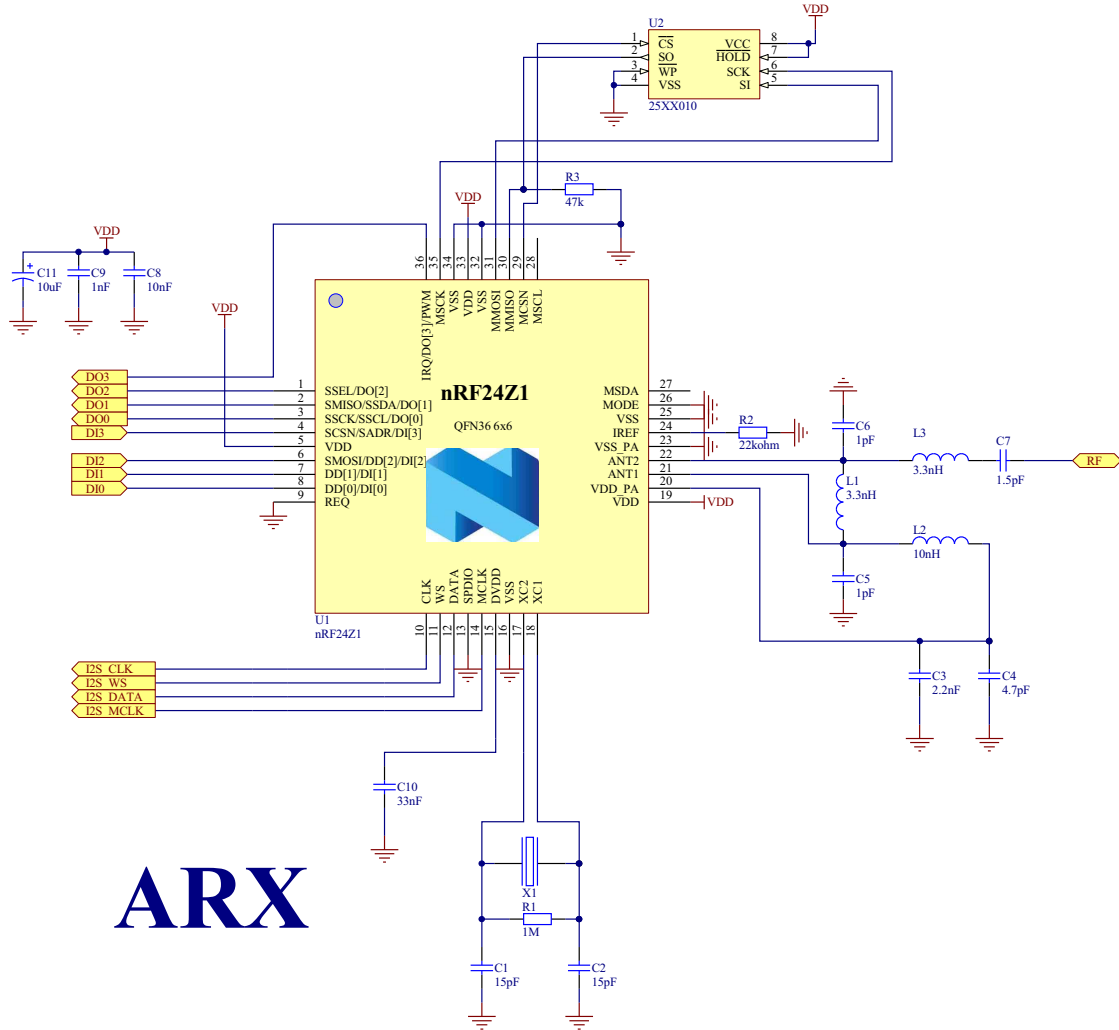 VDD
U2
1 CS VCC 8
2 SO HOLD 7
3 WP SCK 6
4 VSS SI 5
25XX010
R3
47k
VDD
VDD
C11
10uF
+
C9
1nF
C8
10nF
VDD
36 35 34 33 32 31 30 29 28
IRQ/DO[3]/PWM
MSCK
VSS
VDD
VSS
MMOSI
MMISO
MCSN
MSCL
nRF24Z1
QFN36 6x6
DO3
DO2
DO1
DO0
DI3
DI2
DI1
DI0
1 SSEL/DO[2]
2 SMISO/SSDA/DO[1]
3 SSCK/SSCL/DO[0]
4 SCSN/SADR/DI[3]
5 VDD
6 SMOSI/DD[2]/DI[2]
7 DD[1]/DI[1]
8 DD[0]/DI[0]
9 REQ
MSDA 27
MODE 26
VSS 25
IREF 24
VSS_PA 23
ANT2 22
ANT1 21
VDD_PA 20
VDD 19
VDD
R2
22kohm
C6
1pF
L3
3.3nH
C7
1.5pF
RF
L1
3.3nH
L2
10nH
C5
1pF
C3
2.2nF
C4
4.7pF
CLK
WS
DATA
SPDIO
MCLK
DVDD
VSS
XC2
XC1
10 11 12 13 14 15 16 17 18
U1
nRF24Z1
I2S_CLK
I2S_WS
I2S_DATA
I2S_MCLK
C10
33nF
X1
R1
1M
C1
15pF
C2
15pF
ARX